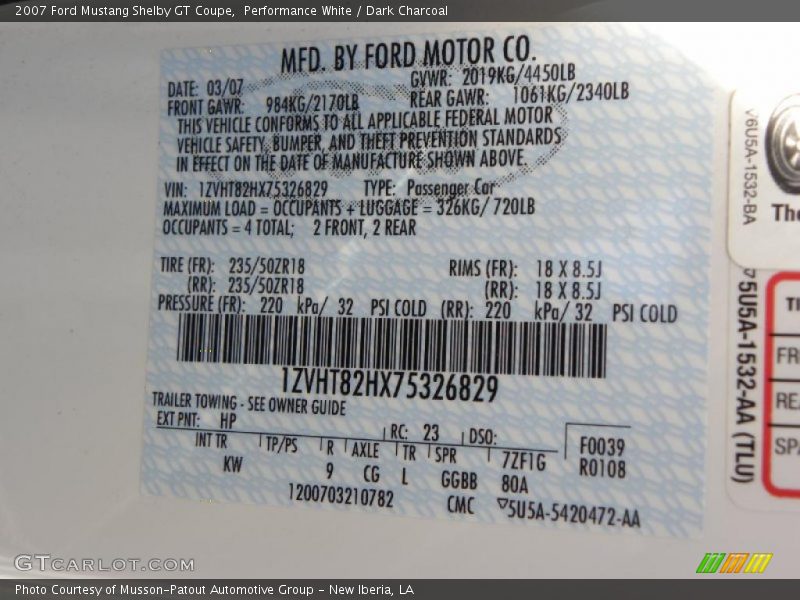 2007 Ford Mustang Shelby GT Coupe, Performance White / Dark Charcoal
MFD. BY FORD MOTOR CO.
DATE: 03/07 GVWR: 2019KG/4450LB
FRONT GAWR: 984KG/2170LB REAR GAWR: 1061KG/2340LB
THIS VEHICLE CONFORMS TO ALL APPLICABLE FEDERAL MOTOR
VEHICLE SAFETY, BUMPER, AND THEFT PREVENTION STANDARDS
IN EFFECT ON THE DATE OF MANUFACTURE SHOWN ABOVE.
VIN: 1ZVHT82HX75326829 TYPE: Passenger Car
MAXIMUM LOAD = OCCUPANTS + LUGGAGE = 326KG/ 720LB
OCCUPANTS = 4 TOTAL; 2 FRONT, 2 REAR
TIRE (FR): 235/50ZR18 RIMS (FR): 18 X 8.5J
(RR): 235/50ZR18 (RR): 18 X 8.5J
PRESSURE (FR): 220 kPa/ 32 PSI COLD (RR): 220 kPa/ 32 PSI COLD
1ZVHT82HX75326829
TRAILER TOWING - SEE OWNER GUIDE
EXT PNT: HP RC: 23 DSO: F0039
INT TR TP/PS R AXLE TR SPR 7ZF1G R0108
KW 9 CG L GGBB 80A
1200703210782 CMC 5U5A-5420472-AA
V6U5A-1532-BA
The
5U5A-1532-AA (TLU)
TI
FR
REA
SPA
GTCARLOT.COM
Photo Courtesy of Musson-Patout Automotive Group - New Iberia, LA